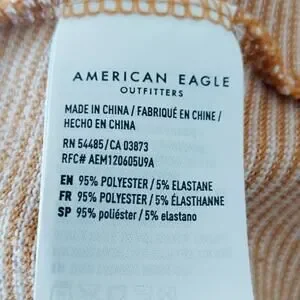 AMERICAN EAGLE
OUTFITTERS
MADE IN CHINA / FABRIQUÉ EN CHINE /
HECHO EN CHINA
RN 54485/CA 03873
RFC# AEM120605U9A
EN 95% POLYESTER / 5% ELASTANE
FR 95% POLYESTER / 5% ÉLASTHANNE
SP 95% poliéster / 5% elastano